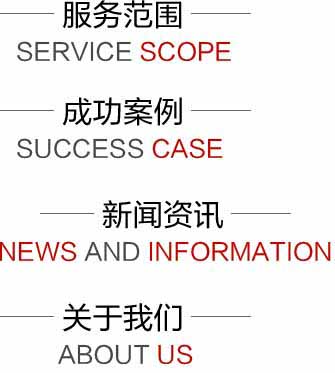 服务范围
SERVICE SCOPE
成功案例
SUCCESS CASE
新闻资讯
NEWS AND INFORMATION
关于我们
ABOUT US